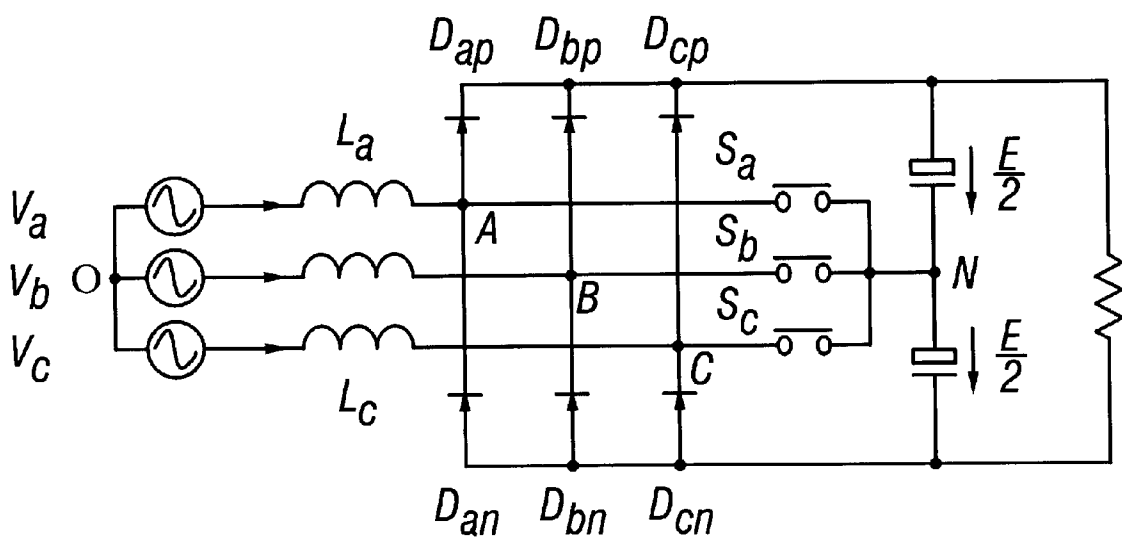 D_ap D_bp D_cp
L_a
S_a
E/2
V_a
A
S_b
O V_b
B
N
S_c
V_c
C
E/2
L_c
D_an D_bn D_cn